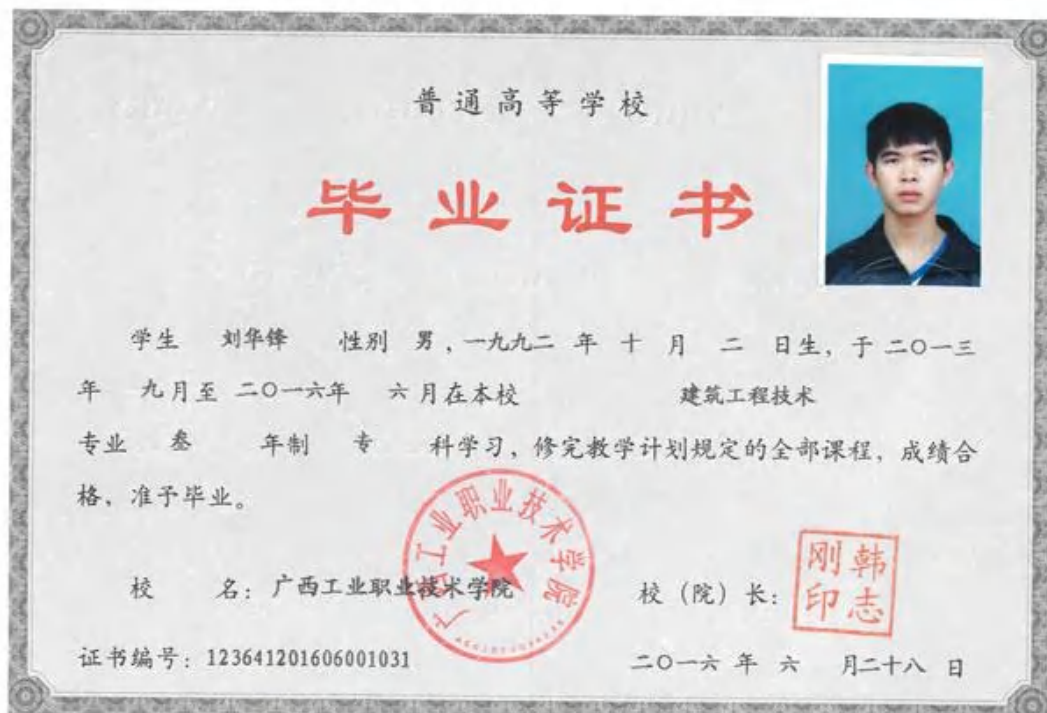 普通高等学校
毕业证书
学生 刘华锋 性别 男，一九九二 年 十 月 二 日生，于 二〇一三
年 九月至 二〇一六年 六月在本校 建筑工程技术
专业 叁 年制 专 科学习，修完教学计划规定的全部课程，成绩合
格，准予毕业。
广西工业职业技术学院
校 名：广西工业职业技术学院 校（院）长：
韩志刚印
证书编号：123641201606001031 二〇一六 年 六 月二十八 日